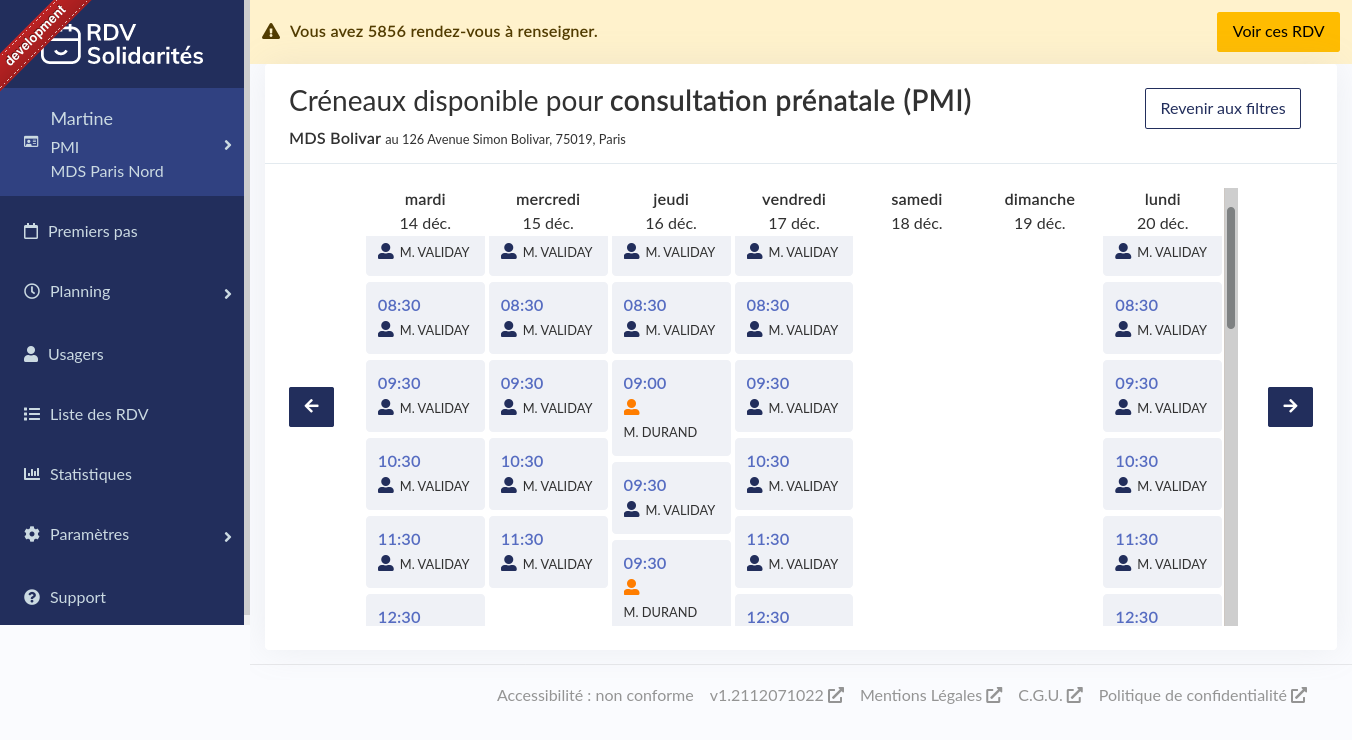 development
RDV
Solidarités
Martine
PMI
MDS Paris Nord
Premiers pas
Planning
Usagers
Liste des RDV
Statistiques
Paramètres
Support
Vous avez 5856 rendez-vous à renseigner.
Voir ces RDV
Créneaux disponible pour consultation prénatale (PMI)
Revenir aux filtres
MDS Bolivar au 126 Avenue Simon Bolivar, 75019, Paris
mardi
14 déc.
M. VALIDAY
08:30
M. VALIDAY
09:30
M. VALIDAY
10:30
M. VALIDAY
11:30
M. VALIDAY
12:30
mercredi
15 déc.
M. VALIDAY
08:30
M. VALIDAY
09:30
M. VALIDAY
10:30
M. VALIDAY
11:30
M. VALIDAY
jeudi
16 déc.
M. VALIDAY
08:30
M. VALIDAY
09:00
M. DURAND
09:30
M. VALIDAY
09:30
M. DURAND
vendredi
17 déc.
M. VALIDAY
08:30
M. VALIDAY
09:30
M. VALIDAY
10:30
M. VALIDAY
11:30
M. VALIDAY
12:30
samedi
18 déc.
dimanche
19 déc.
lundi
20 déc.
M. VALIDAY
08:30
M. VALIDAY
09:30
M. VALIDAY
10:30
M. VALIDAY
11:30
M. VALIDAY
12:30
Accessibilité : non conforme v1.2112071022 Mentions Légales C.G.U. Politique de confidentialité